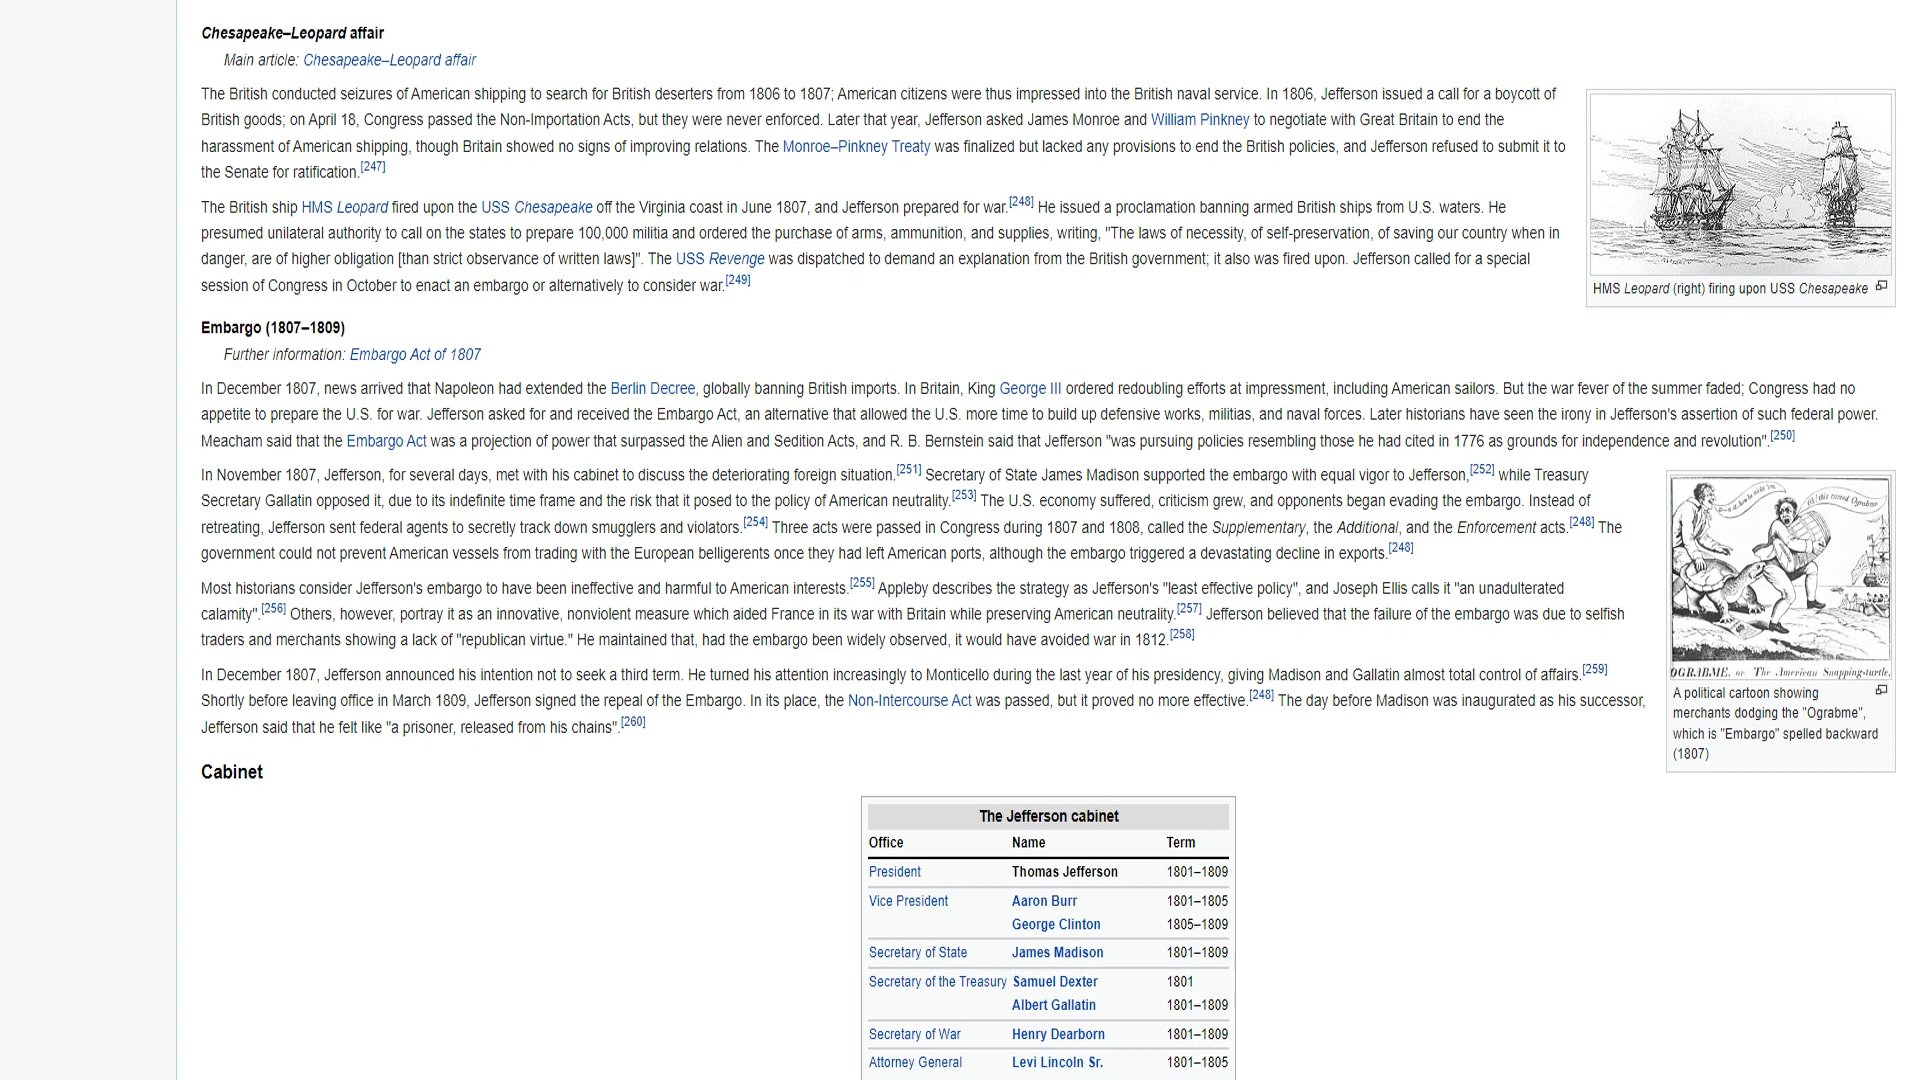 Chesapeake–Leopard affair
Main article: Chesapeake–Leopard affair
The British conducted seizures of American shipping to search for British deserters from 1806 to 1807; American citizens were thus impressed into the British naval service. In 1806, Jefferson issued a call for a boycott of
British goods; on April 18, Congress passed the Non-Importation Acts, but they were never enforced. Later that year, Jefferson asked James Monroe and William Pinkney to negotiate with Great Britain to end the
harassment of American shipping, though Britain showed no signs of improving relations. The Monroe–Pinkney Treaty was finalized but lacked any provisions to end the British policies, and Jefferson refused to submit it to
the Senate for ratification.[247]
The British ship HMS Leopard fired upon the USS Chesapeake off the Virginia coast in June 1807, and Jefferson prepared for war.[248] He issued a proclamation banning armed British ships from U.S. waters. He
presumed unilateral authority to call on the states to prepare 100,000 militia and ordered the purchase of arms, ammunition, and supplies, writing, "The laws of necessity, of self-preservation, of saving our country when in
danger, are of higher obligation [than strict observance of written laws]". The USS Revenge was dispatched to demand an explanation from the British government; it also was fired upon. Jefferson called for a special
session of Congress in October to enact an embargo or alternatively to consider war.[249]
HMS Leopard (right) firing upon USS Chesapeake
Embargo (1807–1809)
Further information: Embargo Act of 1807
In December 1807, news arrived that Napoleon had extended the Berlin Decree, globally banning British imports. In Britain, King George III ordered redoubling efforts at impressment, including American sailors. But the war fever of the summer faded; Congress had no
appetite to prepare the U.S. for war. Jefferson asked for and received the Embargo Act, an alternative that allowed the U.S. more time to build up defensive works, militias, and naval forces. Later historians have seen the irony in Jefferson's assertion of such federal power.
Meacham said that the Embargo Act was a projection of power that surpassed the Alien and Sedition Acts, and R. B. Bernstein said that Jefferson "was pursuing policies resembling those he had cited in 1776 as grounds for independence and revolution".[250]
In November 1807, Jefferson, for several days, met with his cabinet to discuss the deteriorating foreign situation.[251] Secretary of State James Madison supported the embargo with equal vigor to Jefferson,[252] while Treasury
Secretary Gallatin opposed it, due to its indefinite time frame and the risk that it posed to the policy of American neutrality.[253] The U.S. economy suffered, criticism grew, and opponents began evading the embargo. Instead of
retreating, Jefferson sent federal agents to secretly track down smugglers and violators.[254] Three acts were passed in Congress during 1807 and 1808, called the Supplementary, the Additional, and the Enforcement acts.[248] The
government could not prevent American vessels from trading with the European belligerents once they had left American ports, although the embargo triggered a devastating decline in exports.[248]
Most historians consider Jefferson's embargo to have been ineffective and harmful to American interests.[255] Appleby describes the strategy as Jefferson's "least effective policy", and Joseph Ellis calls it "an unadulterated
calamity".[256] Others, however, portray it as an innovative, nonviolent measure which aided France in its war with Britain while preserving American neutrality.[257] Jefferson believed that the failure of the embargo was due to selfish
traders and merchants showing a lack of "republican virtue." He maintained that, had the embargo been widely observed, it would have avoided war in 1812.[258]
In December 1807, Jefferson announced his intention not to seek a third term. He turned his attention increasingly to Monticello during the last year of his presidency, giving Madison and Gallatin almost total control of affairs.[259]
Shortly before leaving office in March 1809, Jefferson signed the repeal of the Embargo. In its place, the Non-Intercourse Act was passed, but it proved no more effective.[248] The day before Madison was inaugurated as his successor,
Jefferson said that he felt like "a prisoner, released from his chains".[260]
OGRABME, or, The American Snapping-turtle.
A political cartoon showing
merchants dodging the "Ograbme",
which is "Embargo" spelled backward
(1807)
Cabinet
The Jefferson cabinet
Office Name Term
President Thomas Jefferson 1801–1809
Vice President Aaron Burr 1801–1805
George Clinton 1805–1809
Secretary of State James Madison 1801–1809
Secretary of the Treasury Samuel Dexter 1801
Albert Gallatin 1801–1809
Secretary of War Henry Dearborn 1801–1809
Attorney General Levi Lincoln Sr. 1801–1805